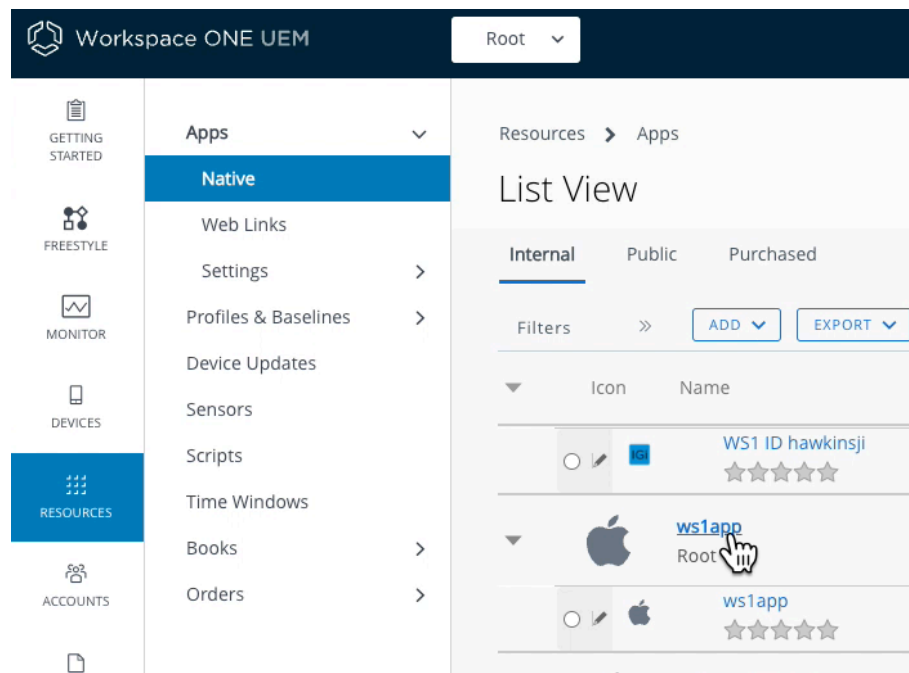 Workspace ONE UEM
Root
GETTING
STARTED
FREESTYLE
MONITOR
DEVICES
RESOURCES
ACCOUNTS
Apps
Native
Web Links
Settings
Profiles & Baselines
Device Updates
Sensors
Scripts
Time Windows
Books
Orders
Resources > Apps
List View
Internal Public Purchased
Filters » ADD EXPORT
Icon Name
IGI
WS1 ID hawkinsji
ws1app
Root
ws1app